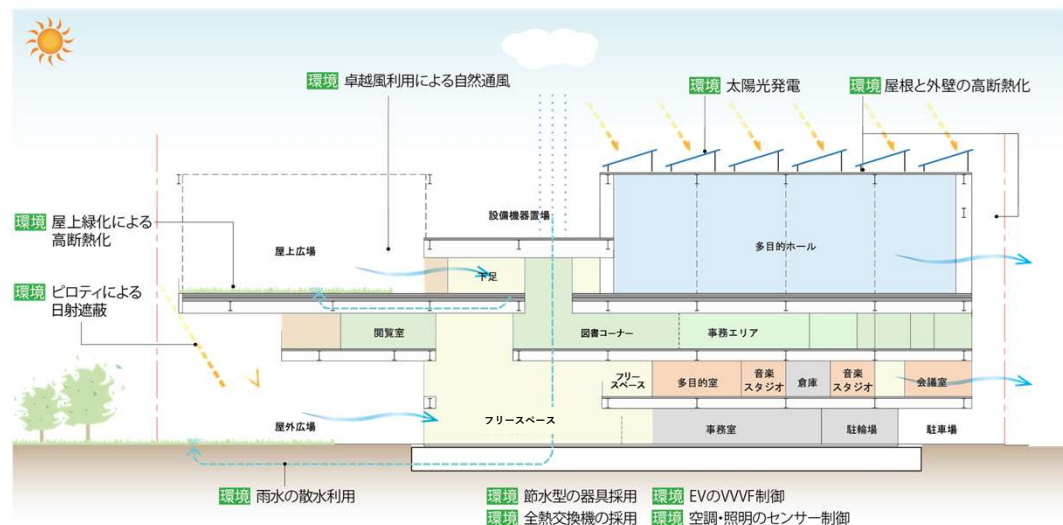 環境 卓越風利用による自然通風
環境 太陽光発電
環境 屋根と外壁の高断熱化
環境 屋上緑化による
高断熱化
設備機器置場
屋上広場
多目的ホール
下足
環境 ピロティによる
日射遮蔽
閲覧室
図書コーナー
事務エリア
フリー
スペース
多目的室
音楽
スタジオ
倉庫
音楽
スタジオ
会議室
屋外広場
フリースペース
事務室
駐輪場
駐車場
環境 雨水の散水利用
環境 節水型の器具採用
環境 EVのVVVF制御
環境 全熱交換機の採用
環境 空調・照明のセンサー制御